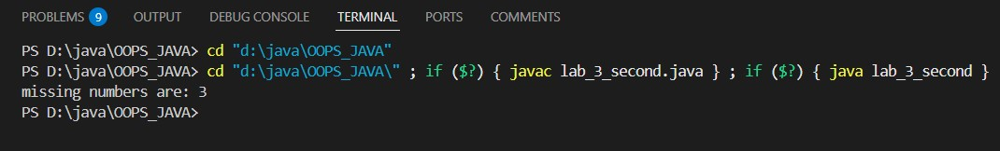 PROBLEMS 9 OUTPUT DEBUG CONSOLE TERMINAL PORTS COMMENTS
PS D:\java\OOPS_JAVA> cd "d:\java\OOPS_JAVA"
PS D:\java\OOPS_JAVA> cd "d:\java\OOPS_JAVA\" ; if ($?) { javac lab_3_second.java } ; if ($?) { java lab_3_second }
missing numbers are: 3
PS D:\java\OOPS_JAVA>